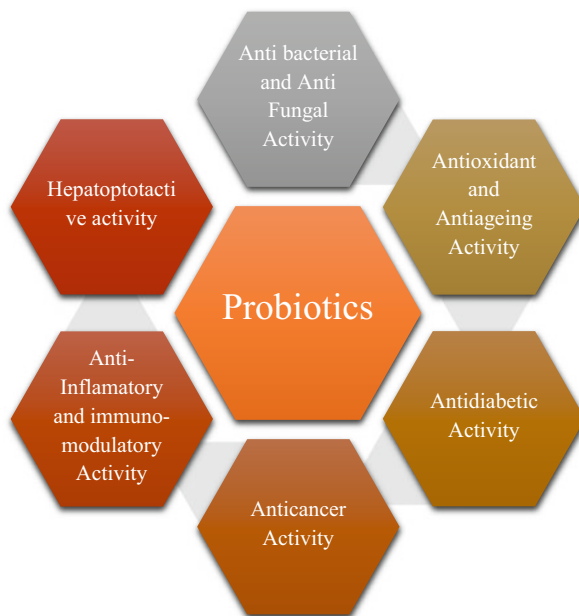 Anti bacterial
and Anti
Fungal
Activity
Antioxidant
and
Antiageing
Activity
Hepatoptotacti
ve activity
Probiotics
Anti-
Inflamatory
and immuno-
modulatory
Activity
Antidiabetic
Activity
Anticancer
Activity